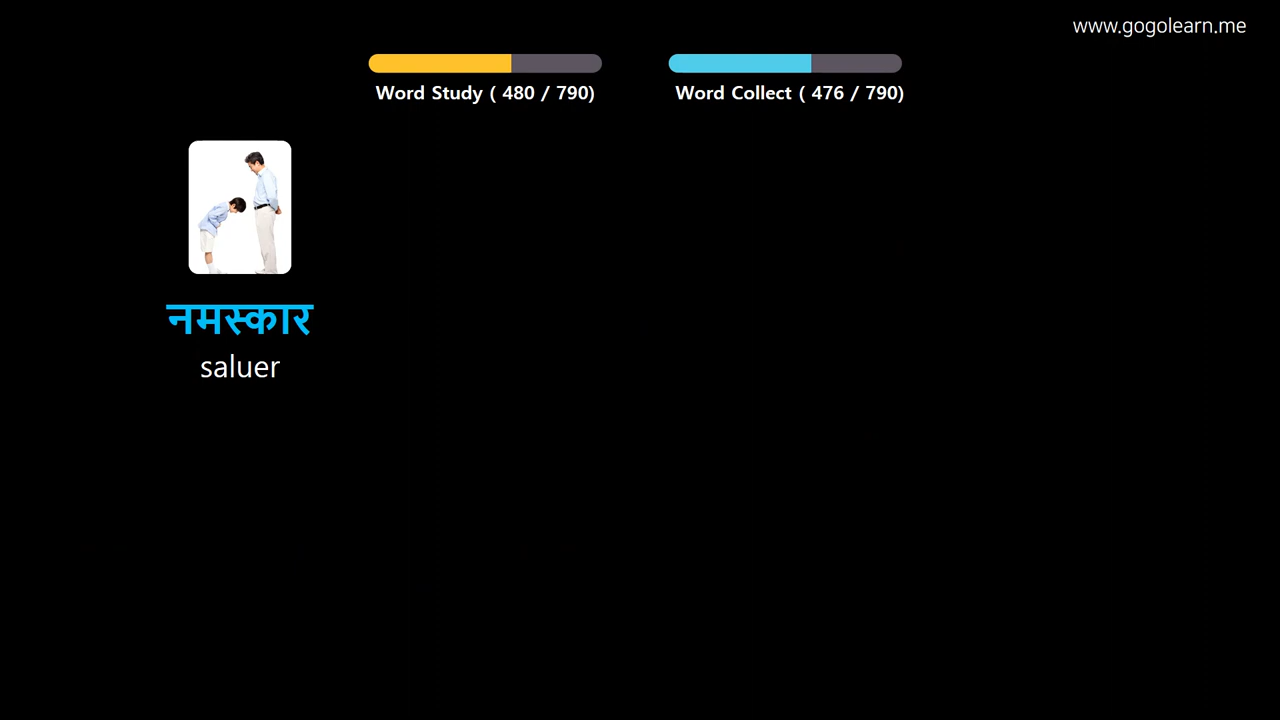 www.gogolearn.me
Word Study ( 480 / 790)
Word Collect ( 476 / 790)
नमस्कार
saluer